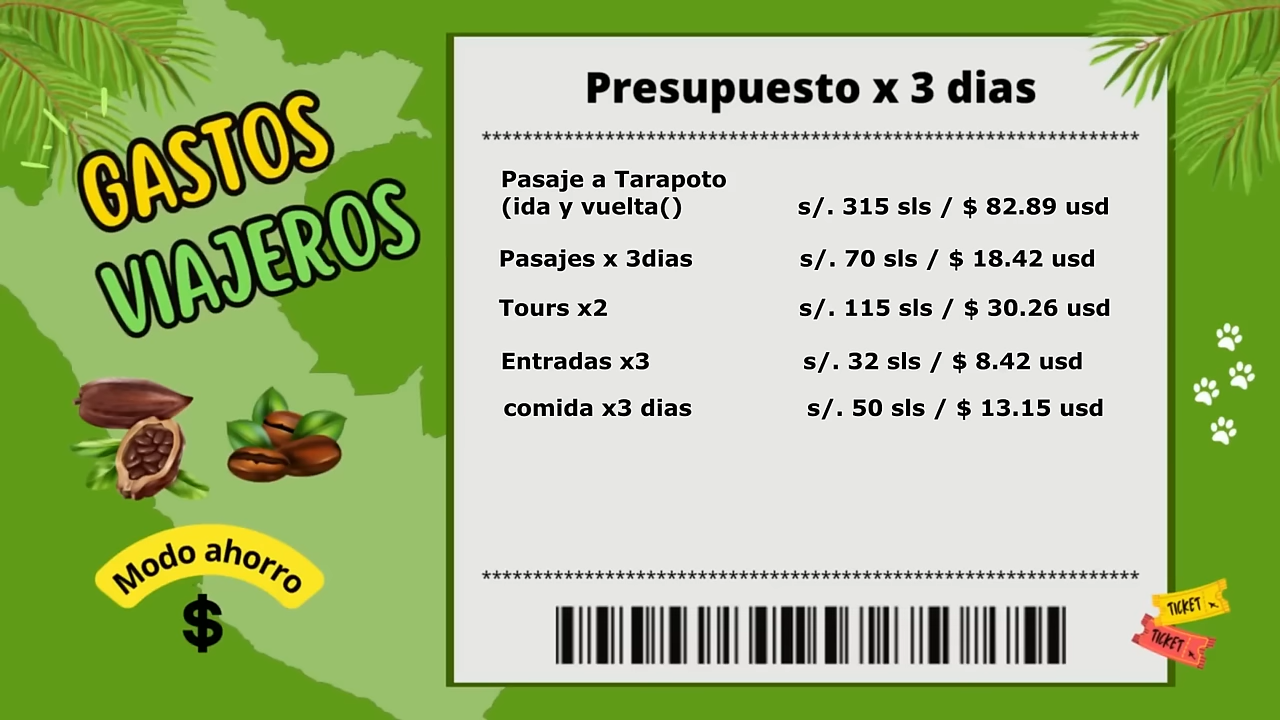 GASTOS
VIAJEROS
Modo ahorro
$
Presupuesto x 3 dias
****************************************************************
Pasaje a Tarapoto
(ida y vuelta() s/. 315 sls / $ 82.89 usd
Pasajes x 3dias s/. 70 sls / $ 18.42 usd
Tours x2 s/. 115 sls / $ 30.26 usd
Entradas x3 s/. 32 sls / $ 8.42 usd
comida x3 dias s/. 50 sls / $ 13.15 usd
****************************************************************
TICKET
TICKET